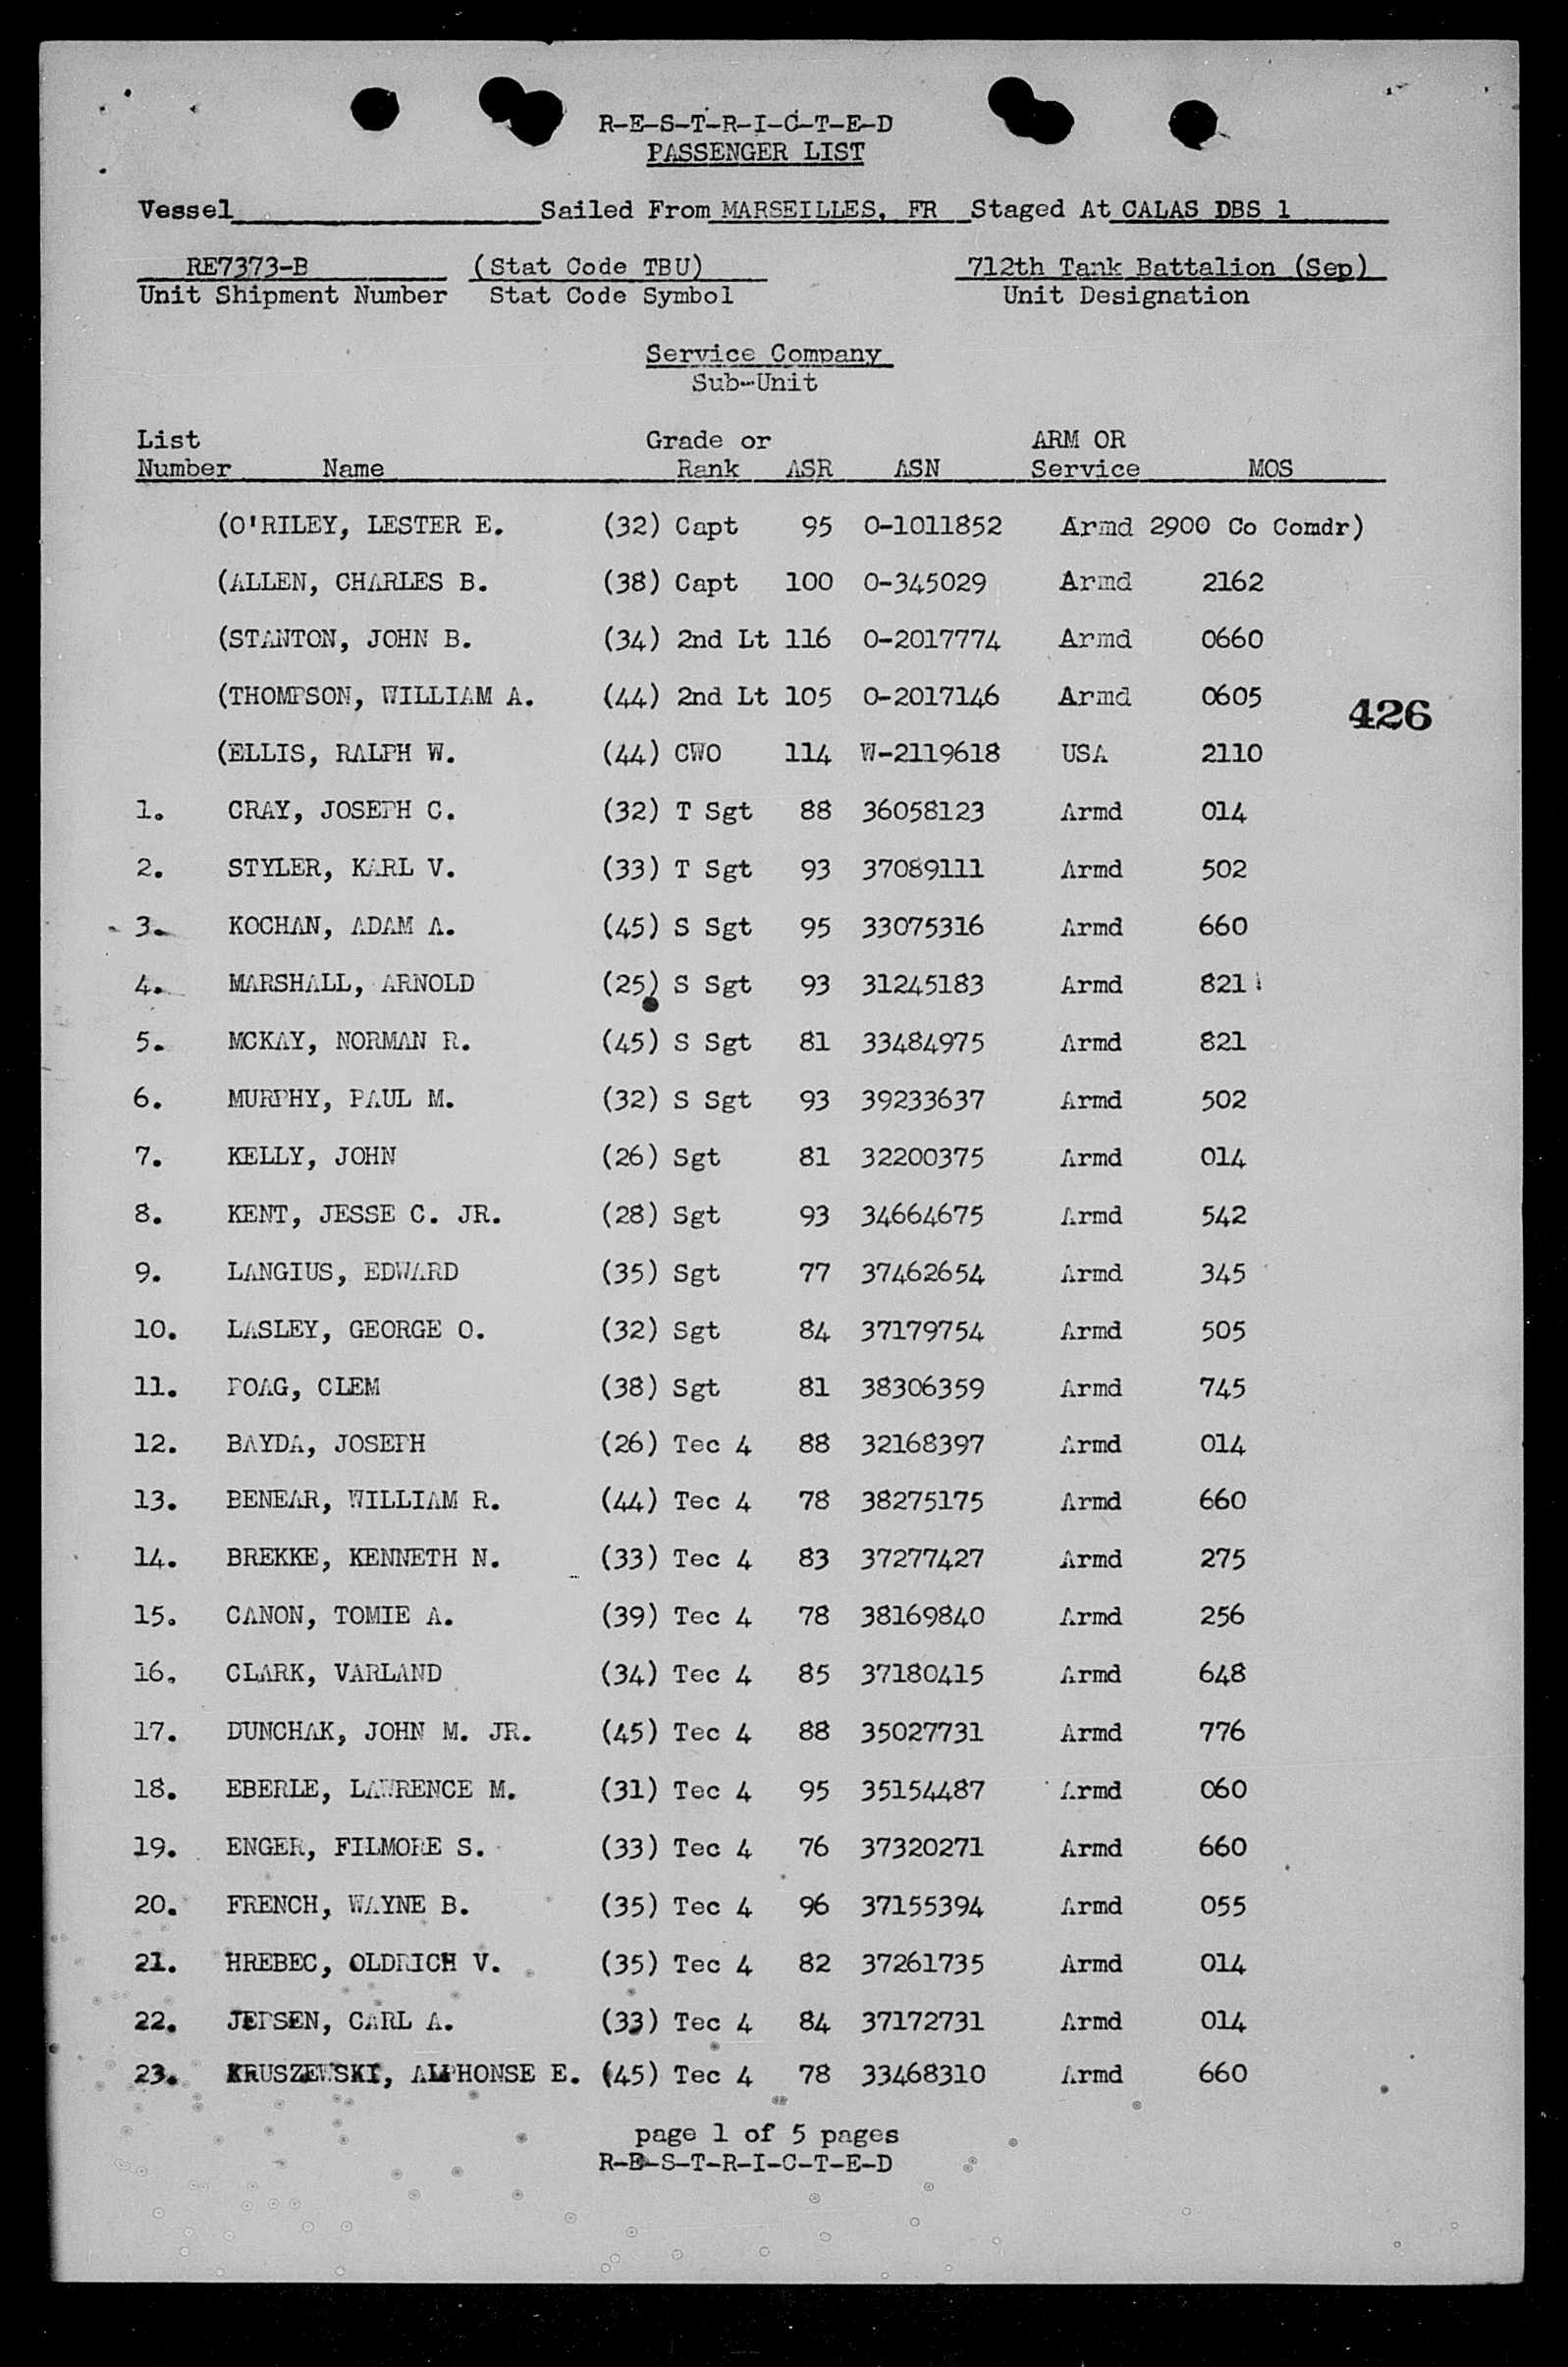 R-E-S-T-R-I-C-T-E-D
PASSENGER LIST
Vessel Sailed From MARSEILLES, FR Staged At CALAS DBS 1
RE7373-B (Stat Code TBU) 712th Tank Battalion (Sep)
Unit Shipment Number Stat Code Symbol Unit Designation
Service Company
Sub-Unit
List Grade or ARM OR
Number Name Rank ASR ASN Service MOS
(O'RILEY, LESTER E. (32) Capt 95 O-1011852 Armd 2900 Co Comdr)
(ALLEN, CHARLES B. (38) Capt 100 O-345029 Armd 2162
(STANTON, JOHN B. (34) 2nd Lt 116 O-2017774 Armd 0660
(THOMPSON, WILLIAM A. (44) 2nd Lt 105 O-2017146 Armd 0605
426
(ELLIS, RALPH W. (44) CWO 114 W-2119618 USA 2110
1. CRAY, JOSEPH C. (32) T Sgt 88 36058123 Armd 014
2. STYLER, KARL V. (33) T Sgt 93 37089111 Armd 502
3. KOCHAN, ADAM A. (45) S Sgt 95 33075316 Armd 660
4. MARSHALL, ARNOLD (25) S Sgt 93 31245183 Armd 821
5. MCKAY, NORMAN R. (45) S Sgt 81 33484975 Armd 821
6. MURPHY, PAUL M. (32) S Sgt 93 39233637 Armd 502
7. KELLY, JOHN (26) Sgt 81 32200375 Armd 014
8. KENT, JESSE C. JR. (28) Sgt 93 34664675 Armd 542
9. LANGIUS, EDWARD (35) Sgt 77 37462654 Armd 345
10. LASLEY, GEORGE O. (32) Sgt 84 37179754 Armd 505
11. POAG, CLEM (38) Sgt 81 38306359 Armd 745
12. BAYDA, JOSEPH (26) Tec 4 88 32168397 Armd 014
13. BENEAR, WILLIAM R. (44) Tec 4 78 38275175 Armd 660
14. BREKKE, KENNETH N. (33) Tec 4 83 37277427 Armd 275
15. CANON, TOMIE A. (39) Tec 4 78 38169840 Armd 256
16. CLARK, VARLAND (34) Tec 4 85 37180415 Armd 648
17. DUNCHAK, JOHN M. JR. (45) Tec 4 88 35027731 Armd 776
18. EBERLE, LAWRENCE M. (31) Tec 4 95 35154487 Armd 060
19. ENGER, FILMORE S. (33) Tec 4 76 37320271 Armd 660
20. FRENCH, WAYNE B. (35) Tec 4 96 37155394 Armd 055
21. HREBEC, OLDRICH V. (35) Tec 4 82 37261735 Armd 014
22. JEPSEN, CARL A. (33) Tec 4 84 37172731 Armd 014
23. KRUSZEWSKI, ALPHONSE E. (45) Tec 4 78 33468310 Armd 660
page 1 of 5 pages
R-E-S-T-R-I-C-T-E-D